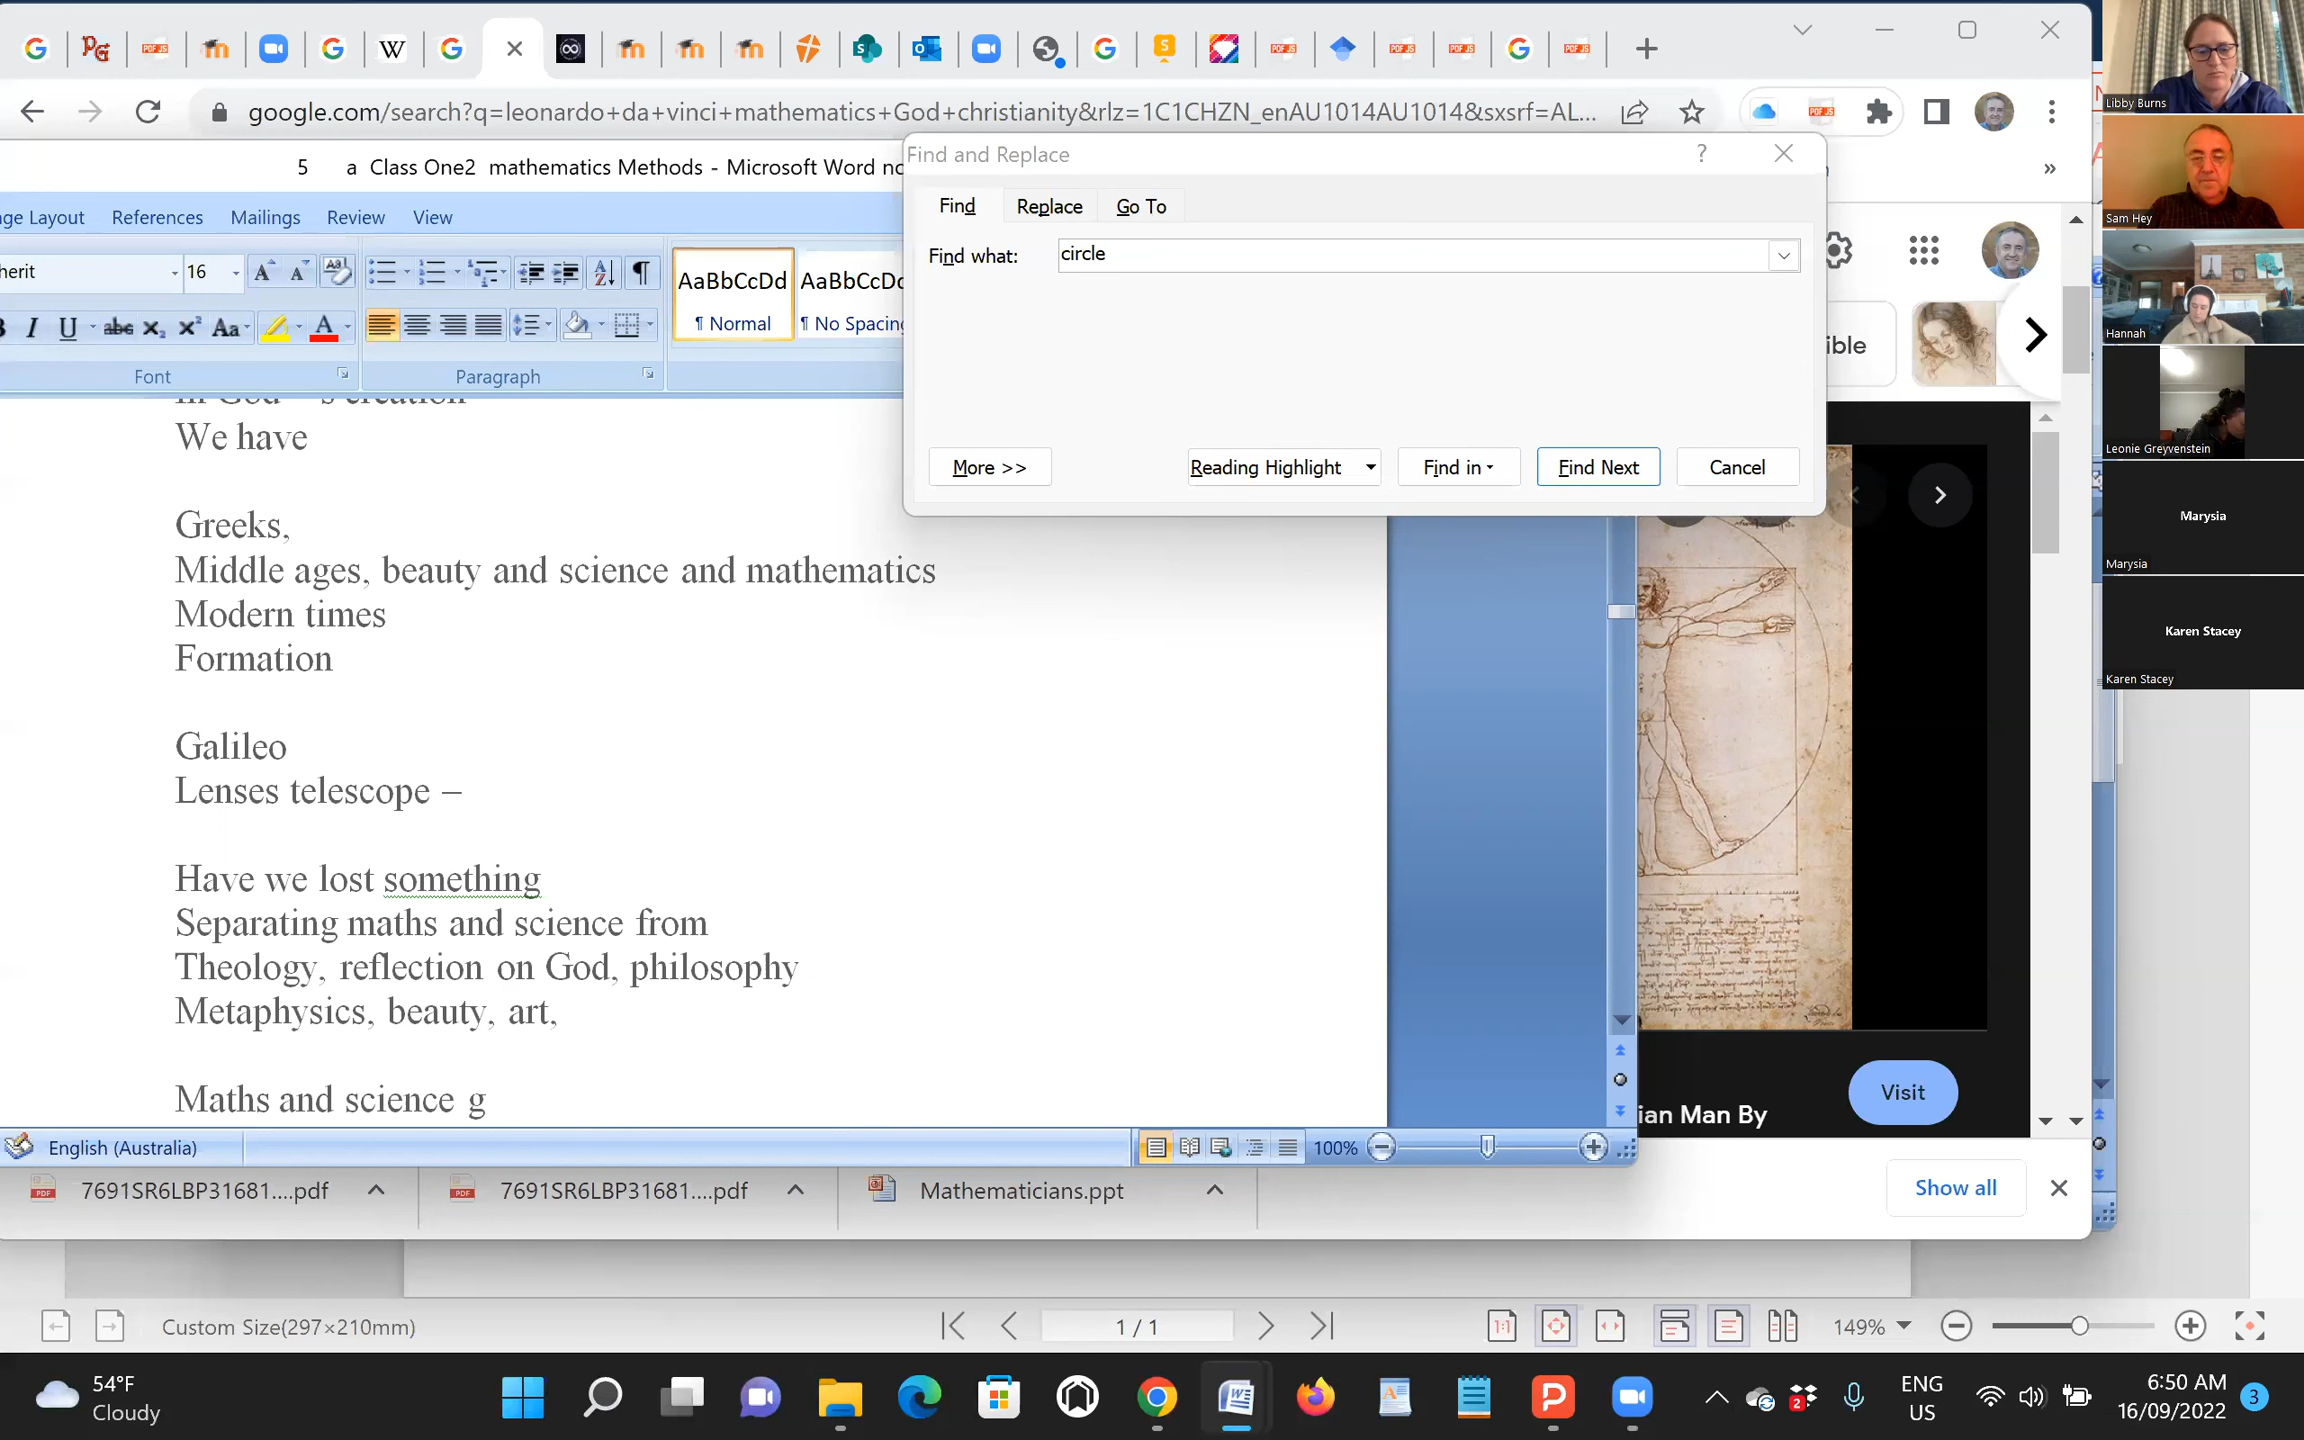 google.com/search?q=leonardo+da+vinci+mathematics+God+christianity&rlz=1C1CHZN_enAU1014AU1014&sxsrf=AL...
5 a Class One2 mathematics Methods - Microsoft Word
ge Layout References Mailings Review View
herit 16
AaBbCcDd AaBbCcDd
¶ Normal ¶ No Spacing
Font Paragraph
Find and Replace
Find Replace Go To
Find what: circle
More >> Reading Highlight Find in Find Next Cancel
ible
In God 's creation
We have
Greeks,
Middle ages, beauty and science and mathematics
Modern times
Formation
Galileo
Lenses telescope –
Have we lost something
Separating maths and science from
Theology, reflection on God, philosophy
Metaphysics, beauty, art,
Maths and science g
English (Australia) 100%
ian Man By
Visit
7691SR6LBP31681....pdf 7691SR6LBP31681....pdf Mathematicians.ppt Show all
Custom Size(297×210mm) 1 / 1 149%
54°F
Cloudy
ENG
US
6:50 AM
16/09/2022
3
Libby Burns
Sam Hey
Hannah
Leonie Greyvenstein
Marysia
Marysia
Karen Stacey
Karen Stacey